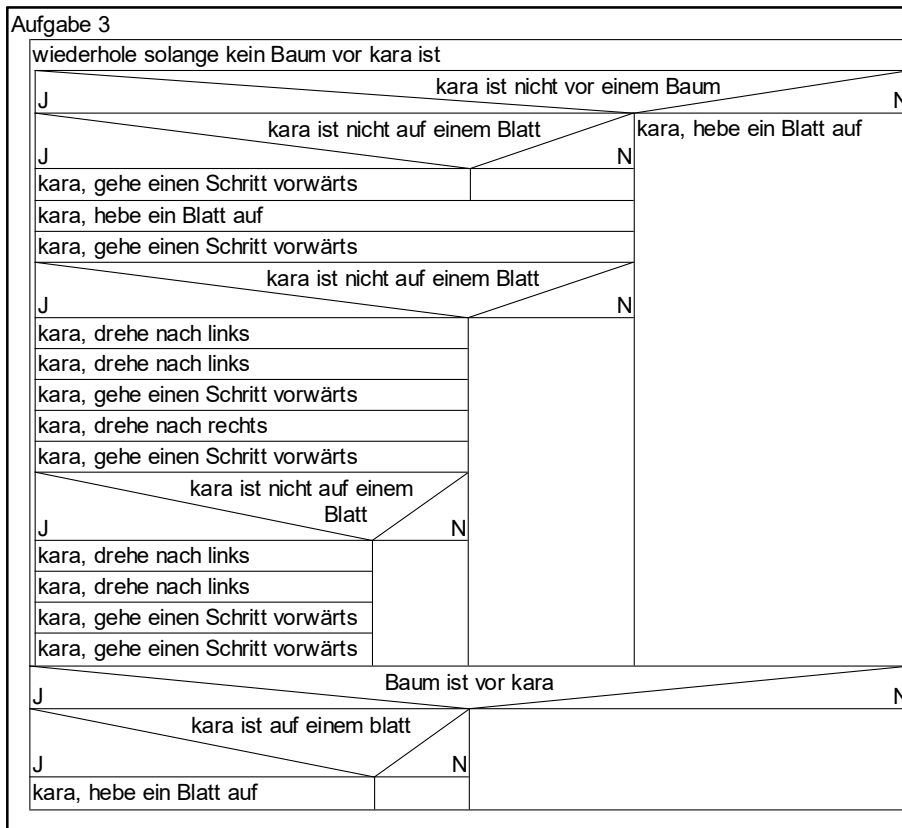 Aufgabe 3
wiederhole solange kein Baum vor kara ist
kara ist nicht vor einem Baum
J
N
kara ist nicht auf einem Blatt
J
N
kara, hebe ein Blatt auf
kara, gehe einen Schritt vorwärts
kara, hebe ein Blatt auf
kara, gehe einen Schritt vorwärts
kara ist nicht auf einem Blatt
J
N
kara, drehe nach links
kara, drehe nach links
kara, gehe einen Schritt vorwärts
kara, drehe nach rechts
kara, gehe einen Schritt vorwärts
kara ist nicht auf einem
Blatt
J
N
kara, drehe nach links
kara, drehe nach links
kara, gehe einen Schritt vorwärts
kara, gehe einen Schritt vorwärts
Baum ist vor kara
J
N
kara ist auf einem blatt
J
N
kara, hebe ein Blatt auf